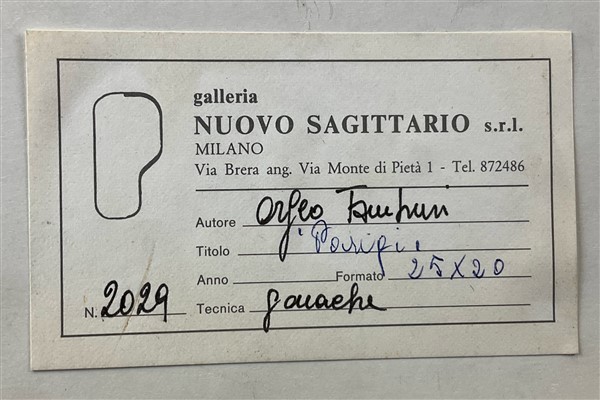 galleria
NUOVO SAGITTARIO s.r.l.
MILANO
Via Brera ang. Via Monte di Pietà 1 - Tel. 872486
Autore Orfeo Tamburi
Titolo "Parigi"
Anno Formato 25X20
N. 2029 Tecnica gouache